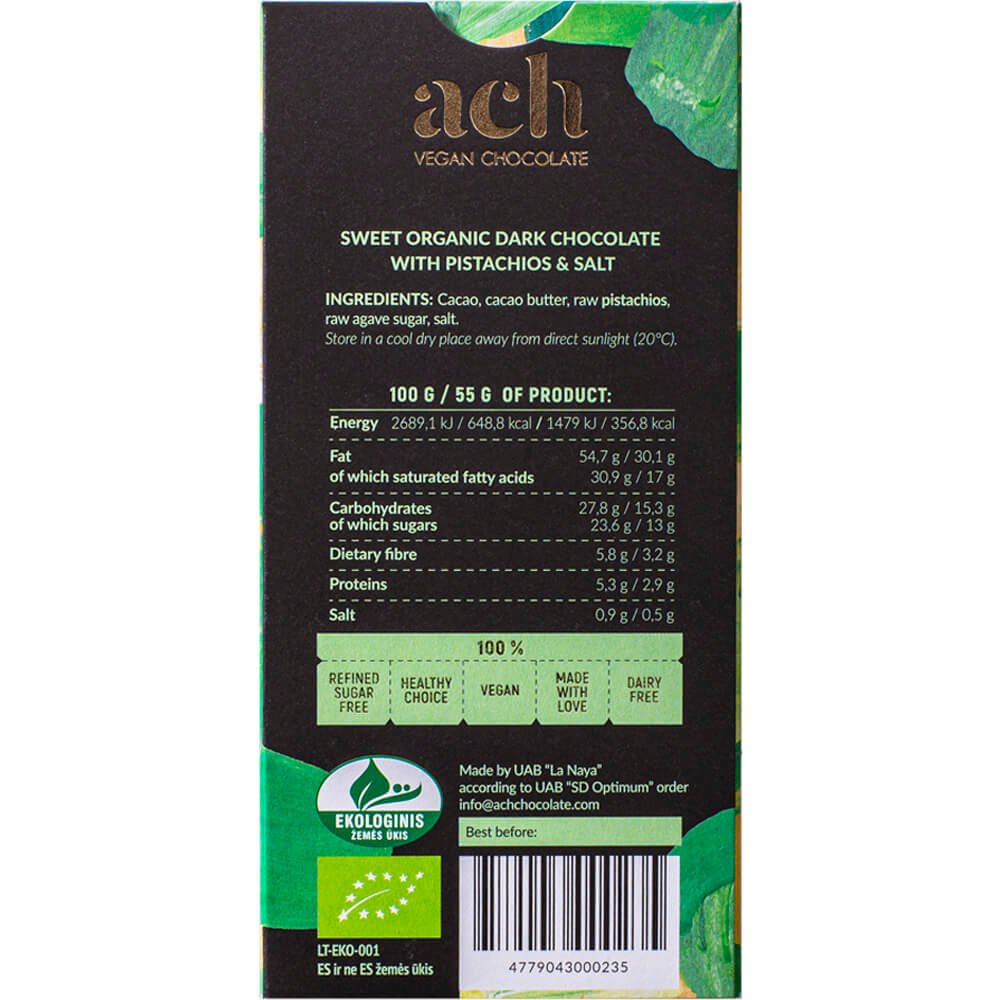 ach
VEGAN CHOCOLATE
SWEET ORGANIC DARK CHOCOLATE
WITH PISTACHIOS & SALT
INGREDIENTS: Cacao, cacao butter, raw pistachios,
raw agave sugar, salt.
Store in a cool dry place away from direct sunlight (20°C).
100 G / 55 G OF PRODUCT:
Energy 2689,1 kJ / 648,8 kcal / 1479 kJ / 356,8 kcal
Fat 54,7 g / 30,1 g
of which saturated fatty acids 30,9 g / 17 g
Carbohydrates 27,8 g / 15,3 g
of which sugars 23,6 g / 13 g
Dietary fibre 5,8 g / 3,2 g
Proteins 5,3 g / 2,9 g
Salt 0,9 g / 0,5 g
100 %
REFINED
SUGAR
FREE
HEALTHY
CHOICE
VEGAN
MADE
WITH
LOVE
DAIRY
FREE
EKOLOGINIS
ŽEMĖS ŪKIS
Made by UAB "La Naya"
according to UAB "SD Optimum" order
info@achchocolate.com
Best before:
LT-EKO-001
ES ir ne ES žemės ūkis
4779043000235